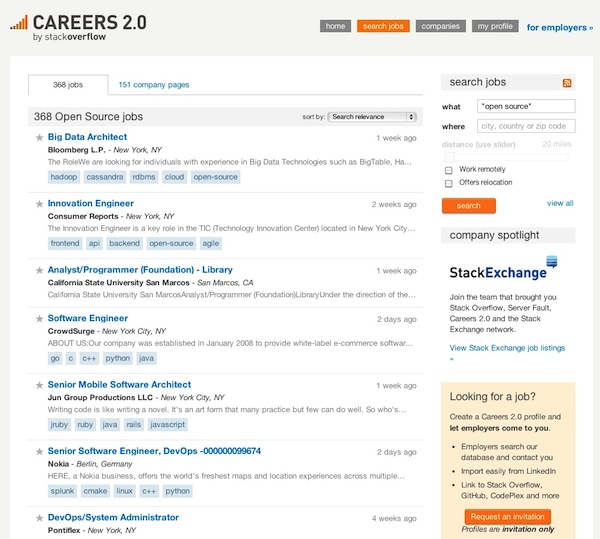 CAREERS 2.0
by stackoverflow
home
search jobs
companies
my profile
for employers »
368 jobs
151 company pages
368 Open Source jobs
sort by:
Search relevance
Big Data Architect
1 week ago
Bloomberg L.P. - New York, NY
The RoleWe are looking for individuals with experience in Big Data Technologies such as BigTable, Ha...
hadoop cassandra rdbms cloud open-source
Innovation Engineer
2 weeks ago
Consumer Reports - New York, NY
The Innovation Engineer is a key role in the TIC (Technology Innovation Center) located in New York City...
frontend api backend open-source agile
Analyst/Programmer (Foundation) - Library
1 week ago
California State University San Marcos - San Marcos, CA
California State University San MarcosAnalyst/Programmer (Foundation)LibraryUnder the direction of the...
Software Engineer
2 days ago
CrowdSurge - New York City, NY
ABOUT US:Our company was established in January 2008 to provide white-label e-commerce softwar...
go c c++ python java
Senior Mobile Software Architect
1 week ago
Jun Group Productions LLC - New York City, NY
Writing code is like writing a novel. It's an art form that many practice but few can do well. So who's...
jruby ruby java rails javascript
Senior Software Engineer, DevOps -000000099674
2 days ago
Nokia - Berlin, Germany
HERE, a Nokia business, offers the world's freshest maps and location experiences across multiple...
splunk cmake linux c++ python
DevOps/System Administrator
4 weeks ago
Pontiflex - New York, NY
search jobs
what
"open source"
where
city, country or zip code
distance (use slider)
20 miles
Work remotely
Offers relocation
search
view all
company spotlight
StackExchange
Join the team that brought you
Stack Overflow, Server Fault,
Careers 2.0 and the Stack
Exchange network.
View Stack Exchange job listings
»
Looking for a job?
Create a Careers 2.0 profile and
let employers come to you.
• Employers search our
database and contact you
• Import easily from LinkedIn
• Link to Stack Overflow,
GitHub, CodePlex and more
Request an invitation
Profiles are invitation only